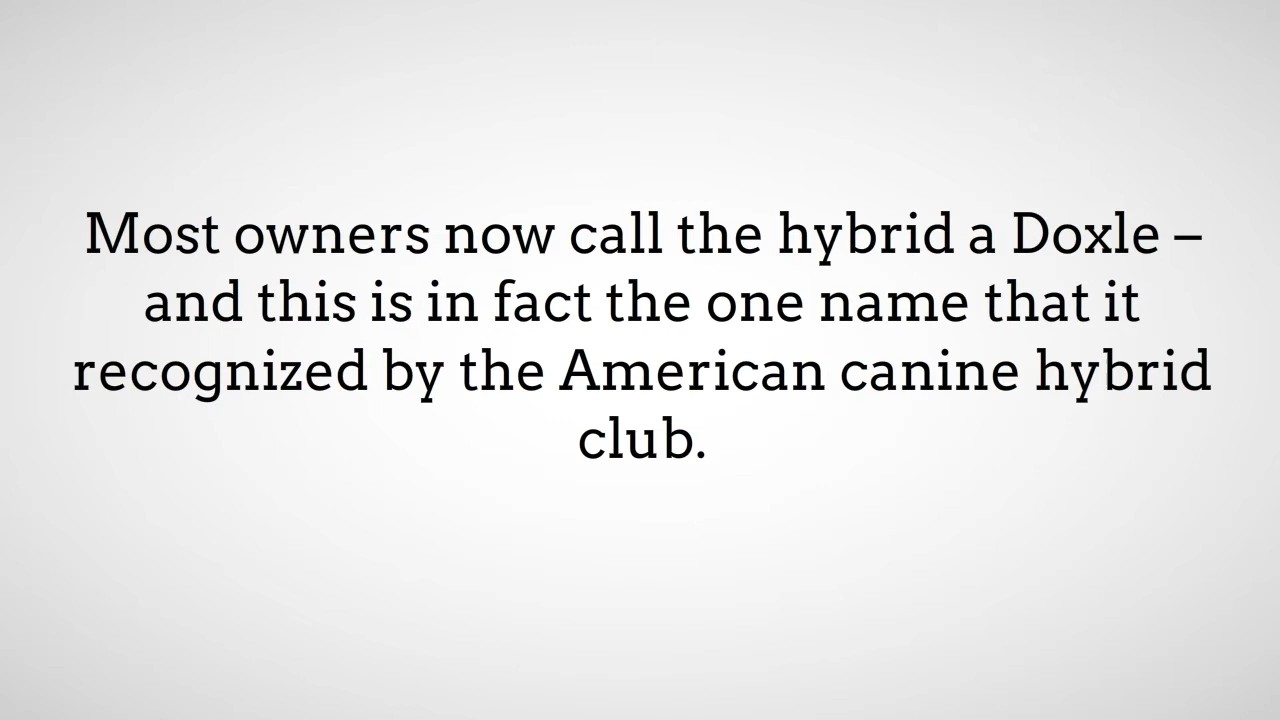 Most owners now call the hybrid a Doxle –
and this is in fact the one name that it
recognized by the American canine hybrid
club.